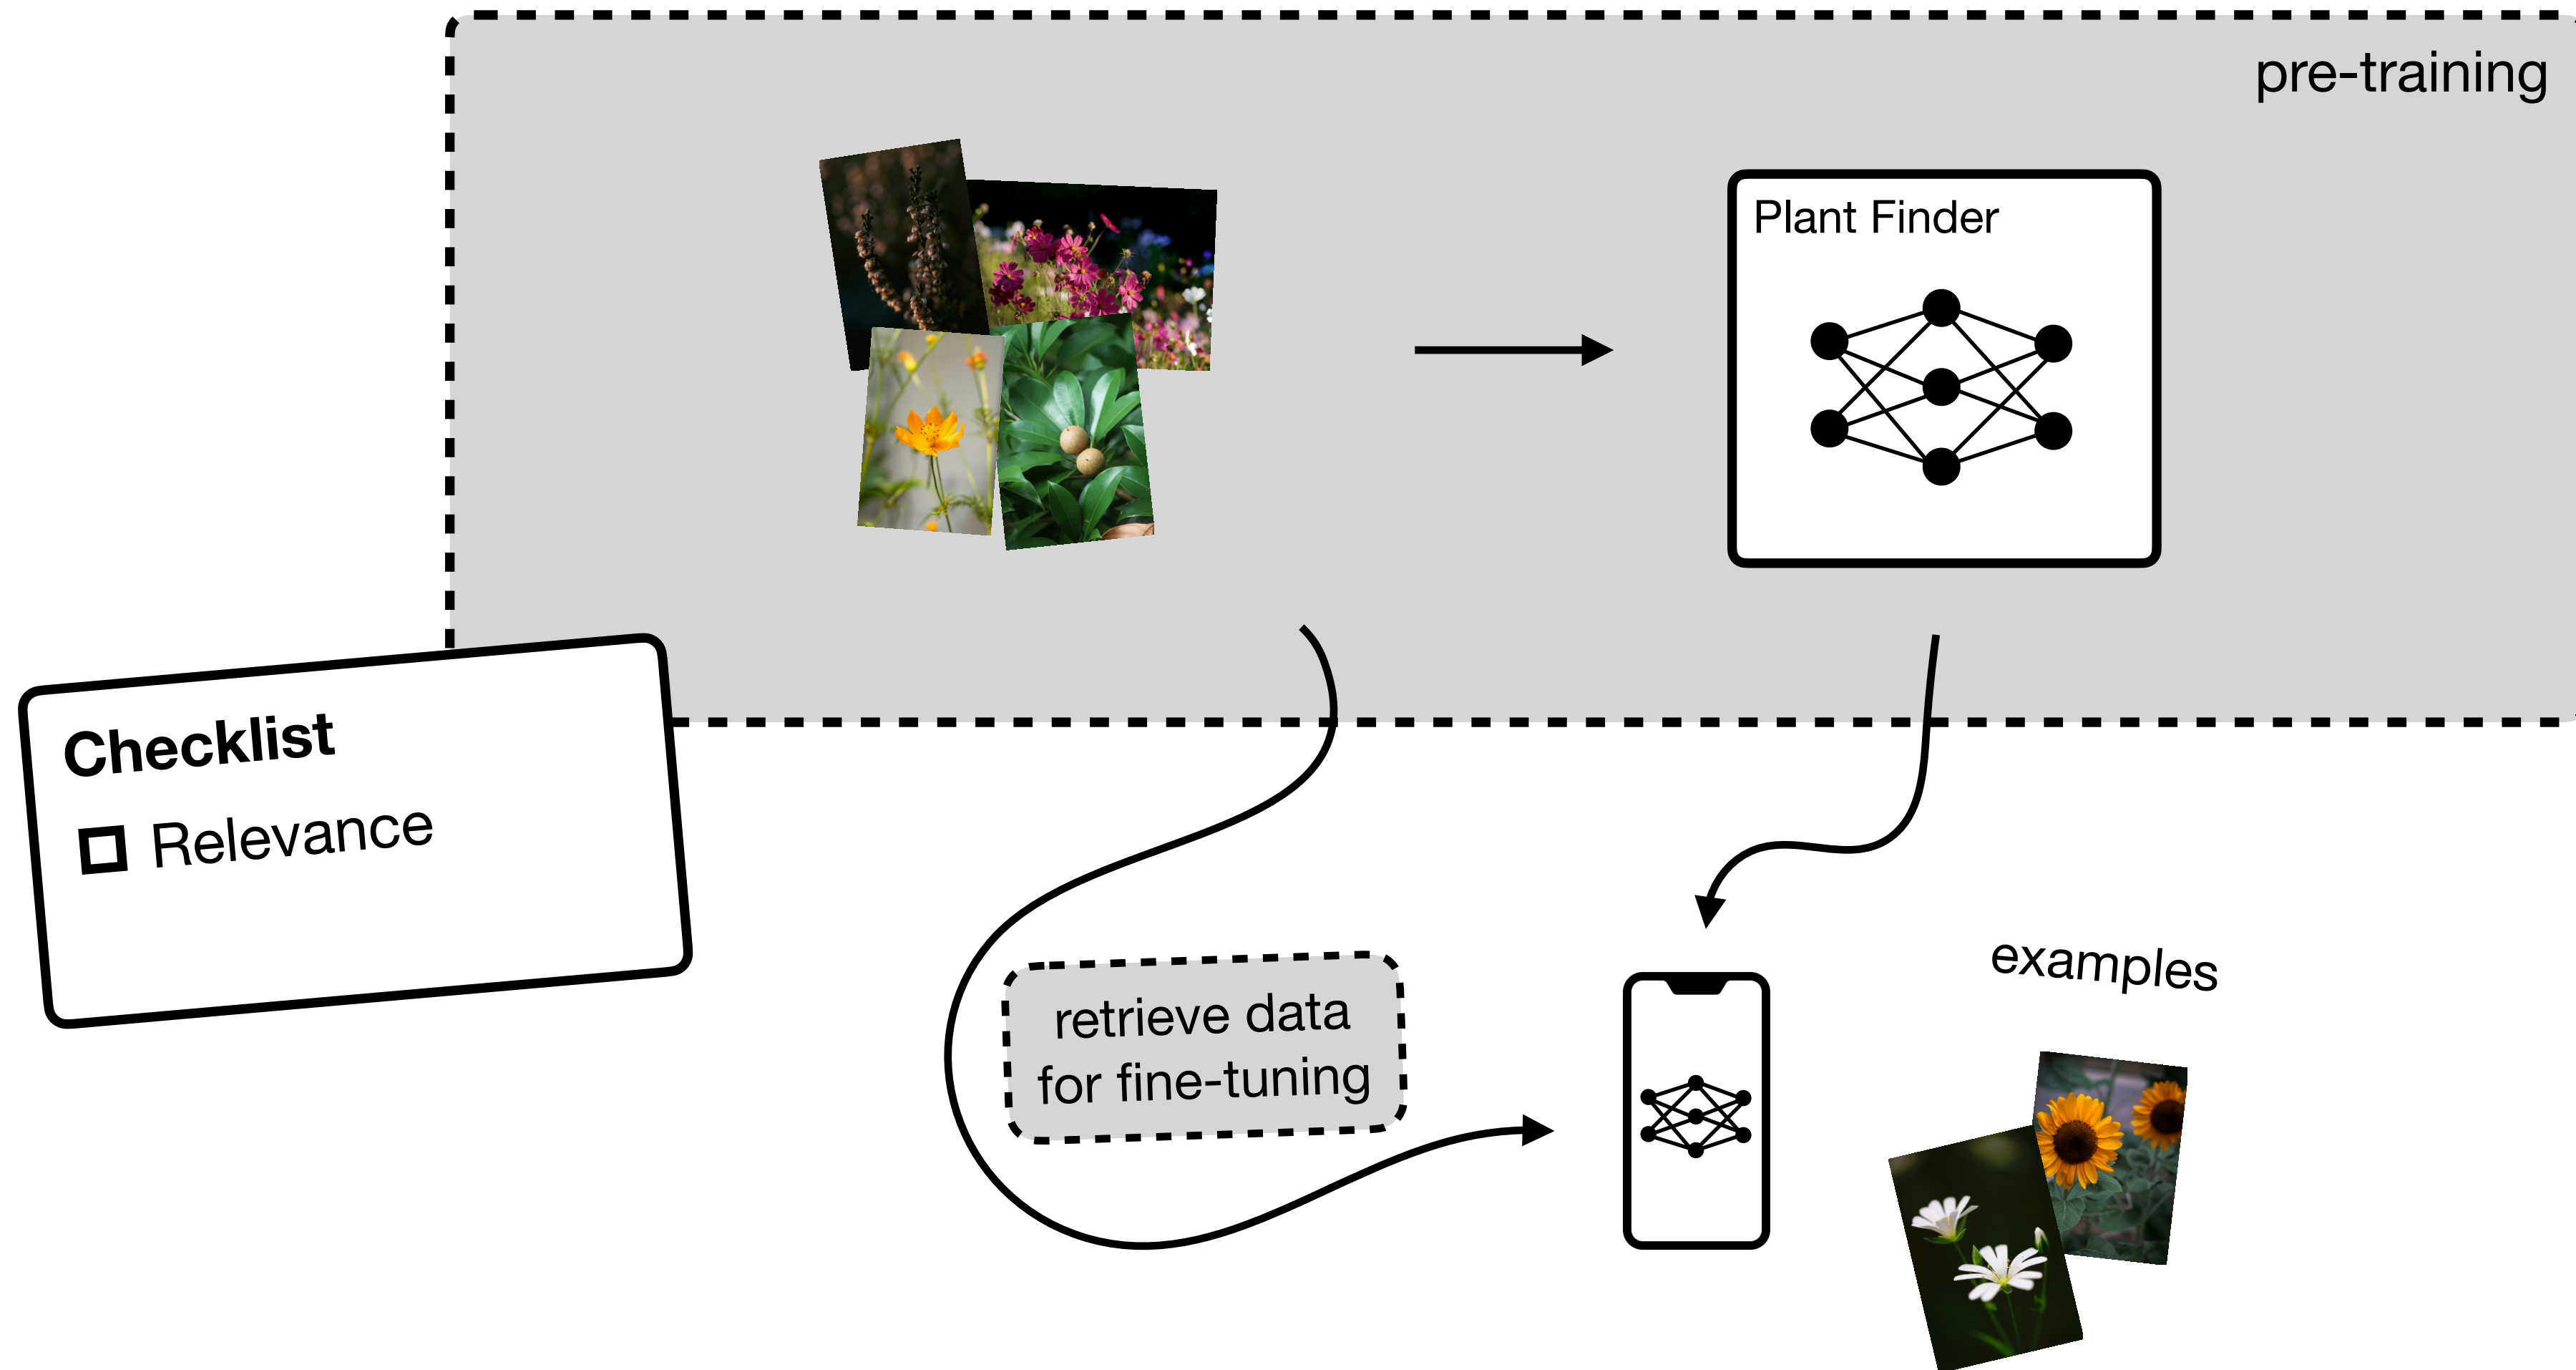 pre-training
Plant Finder
Checklist
Relevance
retrieve data
for fine-tuning
examples